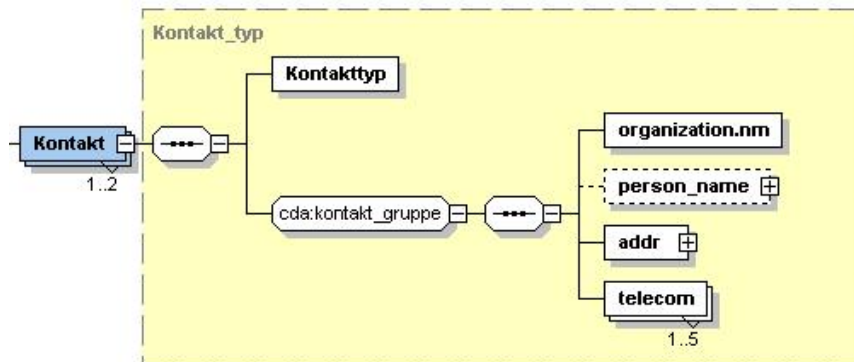 Kontakt_typ
Kontakttyp
Kontakt
1..2
cda:kontakt_gruppe
organization.nm
person_name
addr
telecom
1..5